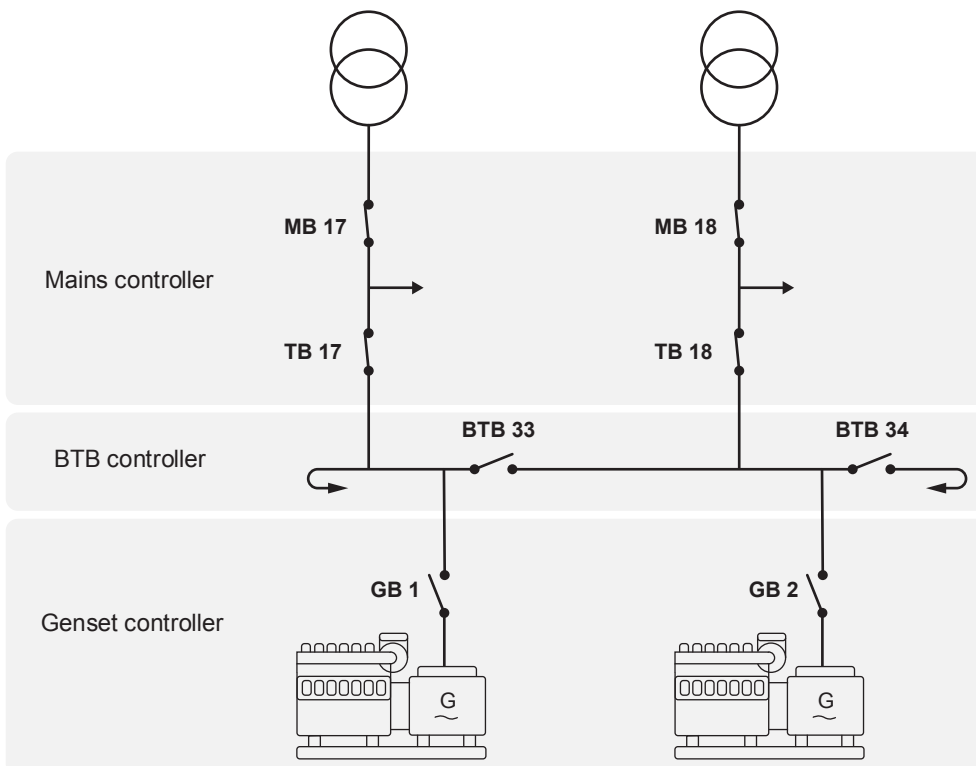 MB 17
MB 18
Mains controller
TB 17
TB 18
BTB 33
BTB 34
BTB controller
GB 1
GB 2
Genset controller
G
G